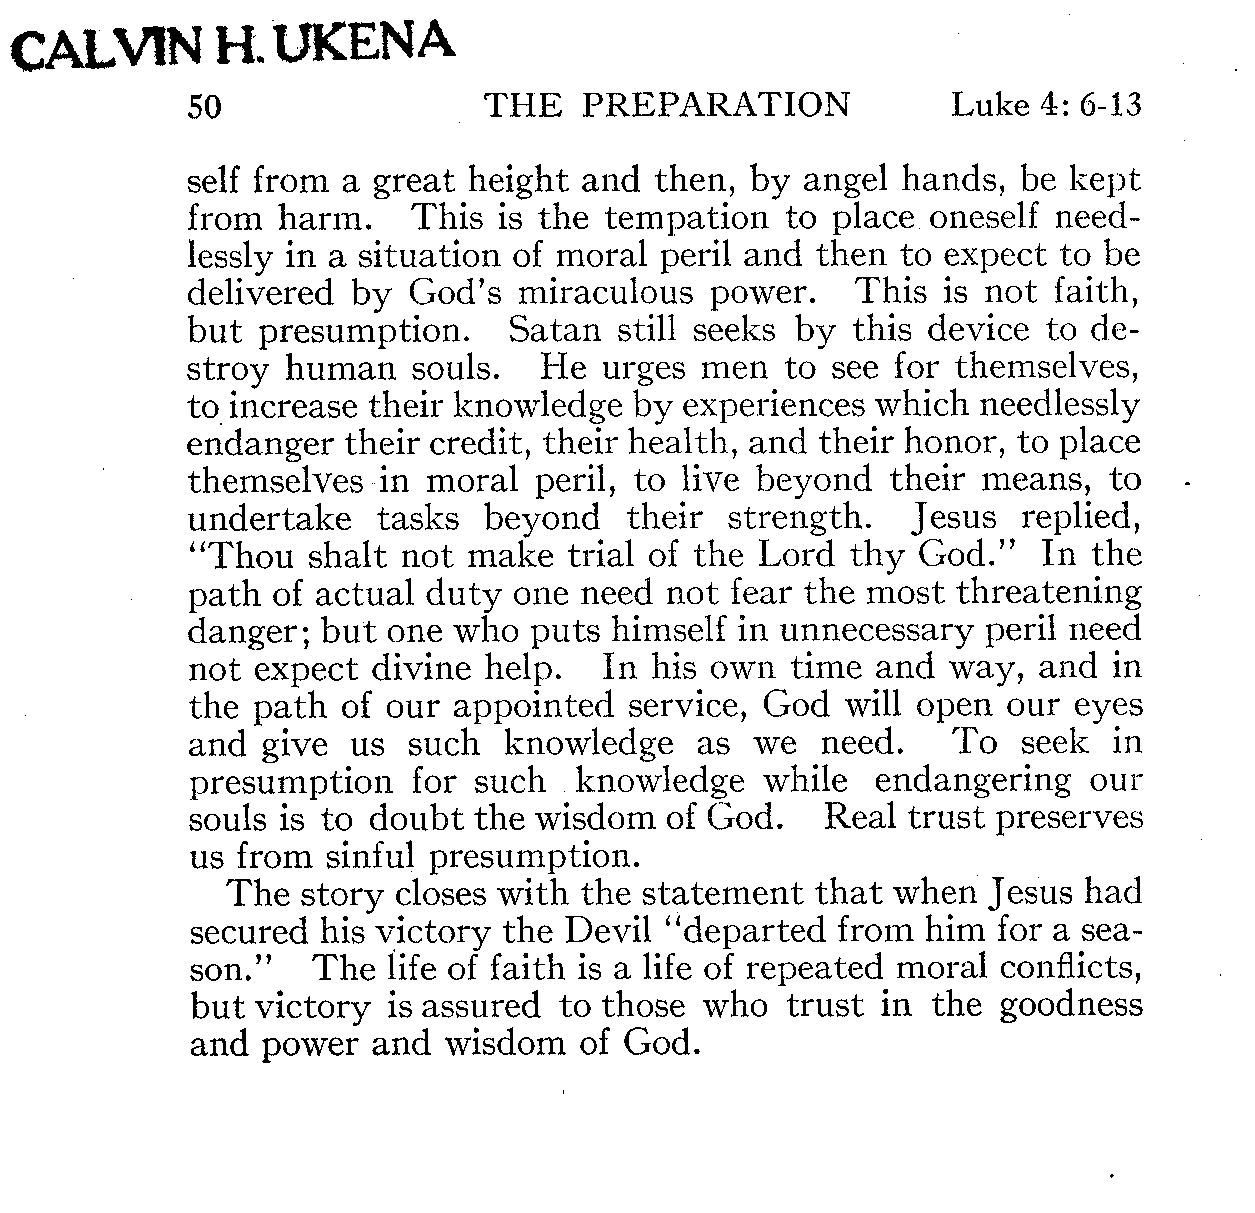 CALVIN H. UKENA
50 THE PREPARATION Luke 4: 6-13
self from a great height and then, by angel hands, be kept
from harm. This is the tempation to place oneself need-
lessly in a situation of moral peril and then to expect to be
delivered by God's miraculous power. This is not faith,
but presumption. Satan still seeks by this device to de-
stroy human souls. He urges men to see for themselves,
to increase their knowledge by experiences which needlessly
endanger their credit, their health, and their honor, to place
themselves in moral peril, to live beyond their means, to
undertake tasks beyond their strength. Jesus replied,
"Thou shalt not make trial of the Lord thy God." In the
path of actual duty one need not fear the most threatening
danger; but one who puts himself in unnecessary peril need
not expect divine help. In his own time and way, and in
the path of our appointed service, God will open our eyes
and give us such knowledge as we need. To seek in
presumption for such knowledge while endangering our
souls is to doubt the wisdom of God. Real trust preserves
us from sinful presumption.
The story closes with the statement that when Jesus had
secured his victory the Devil "departed from him for a sea-
son." The life of faith is a life of repeated moral conflicts,
but victory is assured to those who trust in the goodness
and power and wisdom of God.